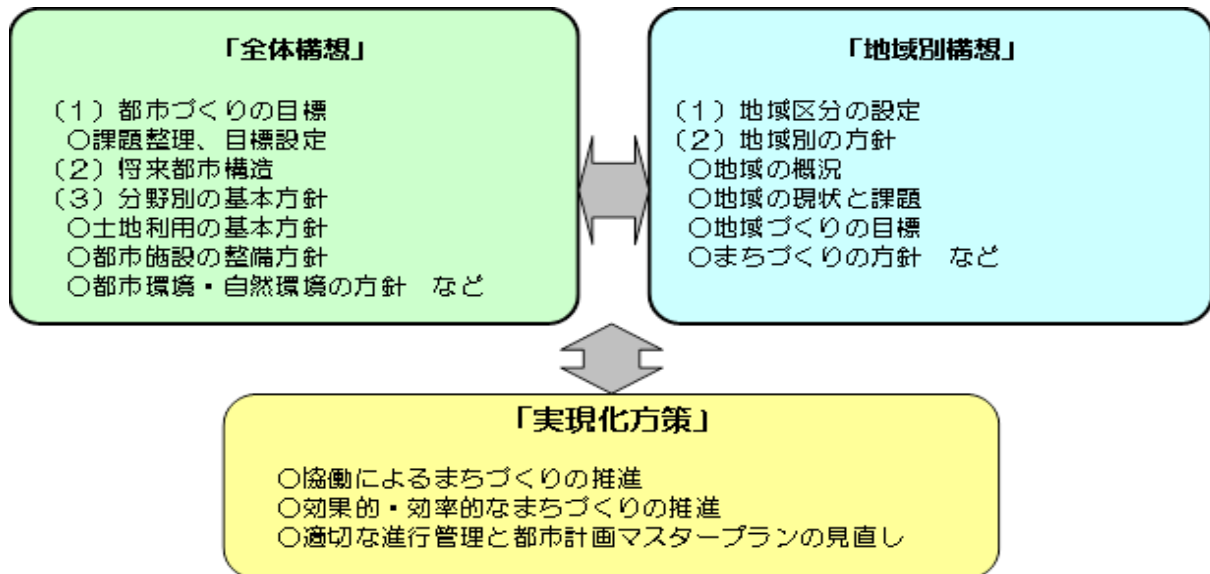 「全体構想」
(1)都市づくりの目標
○課題整理、目標設定
(2)将来都市構造
(3)分野別の基本方針
○土地利用の基本方針
○都市施設の整備方針
○都市環境・自然環境の方針 など
「地域別構想」
(1)地域区分の設定
(2)地域別の方針
○地域の概況
○地域の現状と課題
○地域づくりの目標
○まちづくりの方針 など
「実現化方策」
○協働によるまちづくりの推進
○効果的・効率的なまちづくりの推進
○適切な進行管理と都市計画マスタープランの見直し